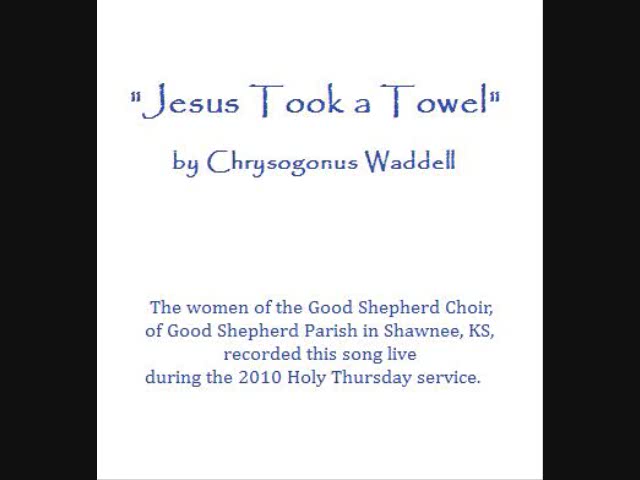 "Jesus Took a Towel"
by Chrysogonus Waddell
The women of the Good Shepherd Choir,
of Good Shepherd Parish in Shawnee, KS,
recorded this song live
during the 2010 Holy Thursday service.